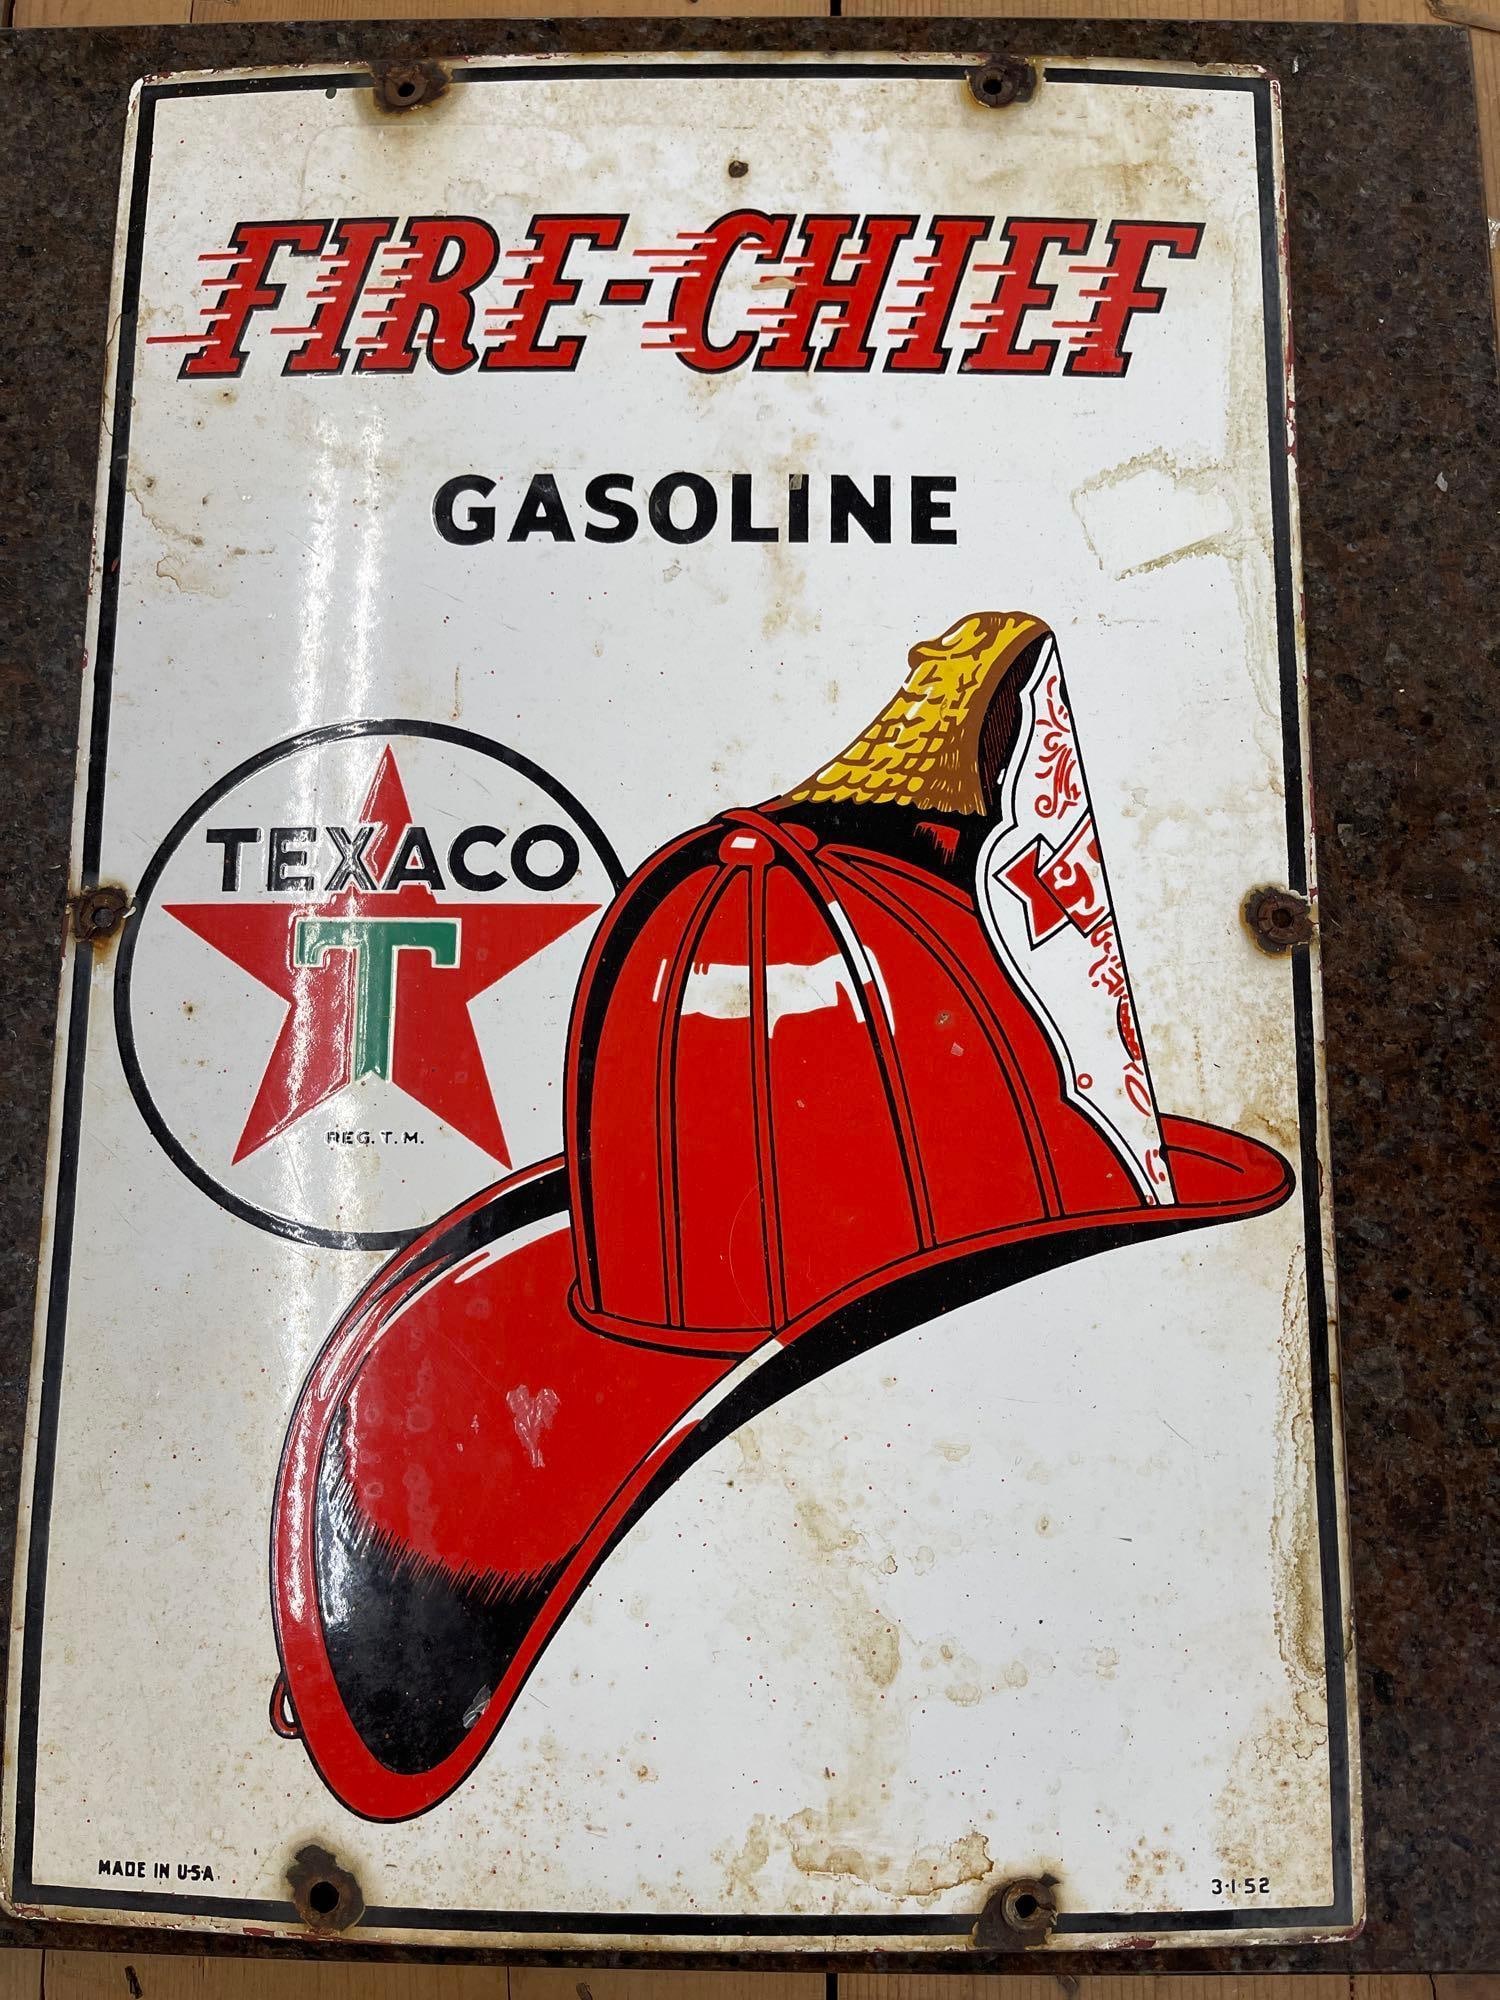 FIRE-CHIEF
GASOLINE
TEXACO
T
REG. T. M.
MADE IN U·S·A.
3·1·52